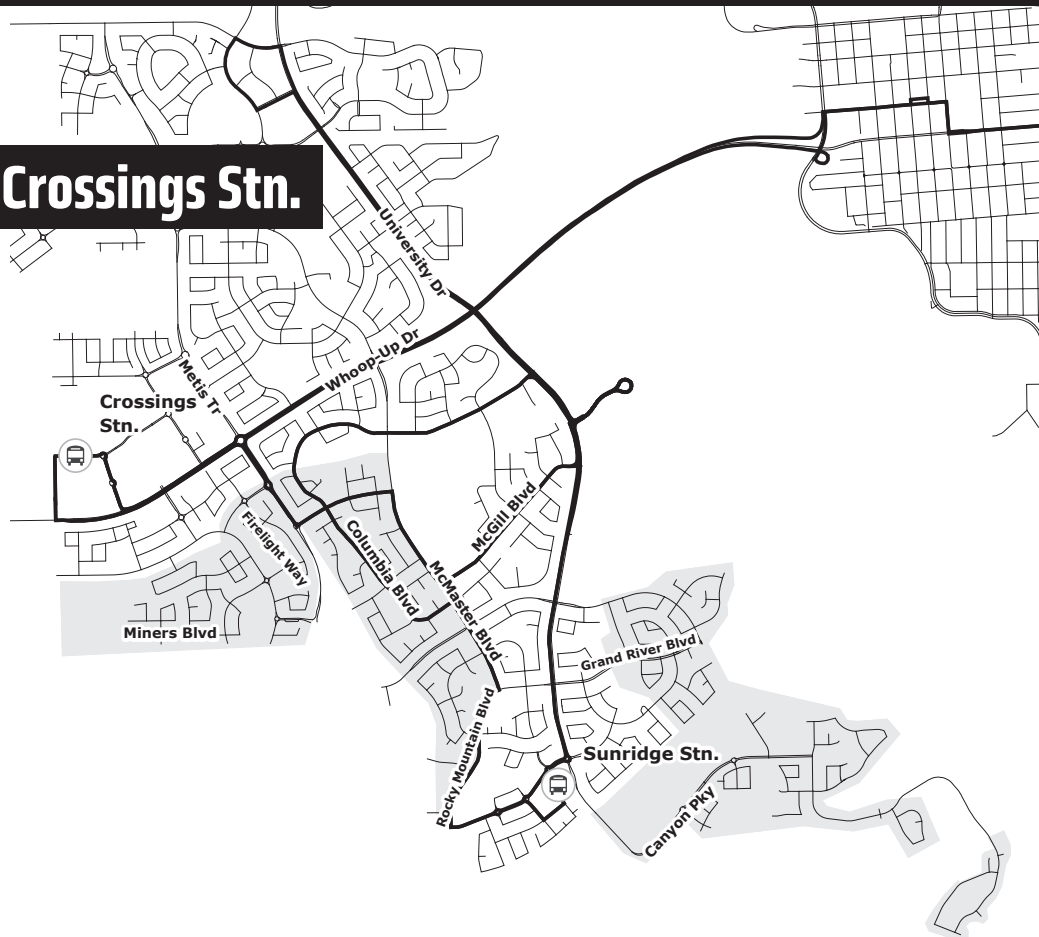 Crossings Stn.
University Dr
Whoop-Up Dr
Metis Tr
Crossings
Stn.
McGill Blvd
Firelight Way
Columbia Blvd
McMaster Blvd
Miners Blvd
Grand River Blvd
Rocky Mountain Blvd
Sunridge Stn.
Canyon Pky